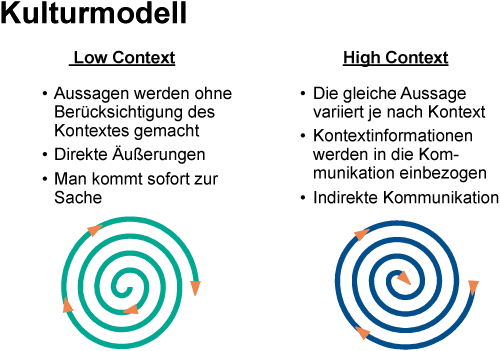 Kulturmodell
Low Context
• Aussagen werden ohne
Berücksichtigung des
Kontextes gemacht
• Direkte Äußerungen
• Man kommt sofort zur
Sache
High Context
• Die gleiche Aussage
variiert je nach Kontext
• Kontextinformationen
werden in die Kom-
munikation einbezogen
• Indirekte Kommunikation